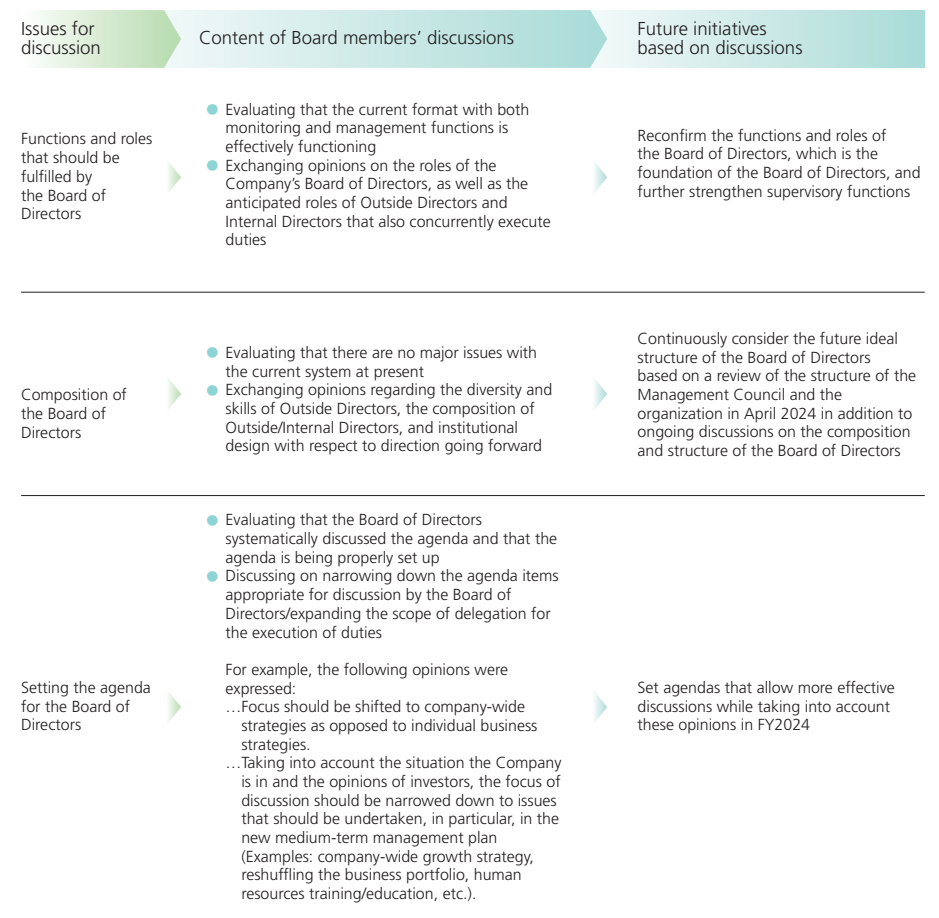 Issues for
discussion
Content of Board members’ discussions
Future initiatives
based on discussions
Functions and roles
that should be
fulfilled by
the Board of
Directors
● Evaluating that the current format with both
monitoring and management functions is
effectively functioning
● Exchanging opinions on the roles of the
Company’s Board of Directors, as well as the
anticipated roles of Outside Directors and
Internal Directors that also concurrently execute
duties
Reconfirm the functions and roles of
the Board of Directors, which is the
foundation of the Board of Directors, and
further strengthen supervisory functions
Composition of
the Board of
Directors
● Evaluating that there are no major issues with
the current system at present
● Exchanging opinions regarding the diversity and
skills of Outside Directors, the composition of
Outside/Internal Directors, and institutional
design with respect to direction going forward
Continuously consider the future ideal
structure of the Board of Directors
based on a review of the structure of the
Management Council and the
organization in April 2024 in addition to
ongoing discussions on the composition
and structure of the Board of Directors
Setting the agenda
for the Board of
Directors
● Evaluating that the Board of Directors
systematically discussed the agenda and that the
agenda is being properly set up
● Discussing on narrowing down the agenda items
appropriate for discussion by the Board of
Directors/expanding the scope of delegation for
the execution of duties
For example, the following opinions were
expressed:
…Focus should be shifted to company-wide
strategies as opposed to individual business
strategies.
…Taking into account the situation the Company
is in and the opinions of investors, the focus of
discussion should be narrowed down to issues
that should be undertaken, in particular, in the
new medium-term management plan
(Examples: company-wide growth strategy,
reshuffling the business portfolio, human
resources training/education, etc.).
Set agendas that allow more effective
discussions while taking into account
these opinions in FY2024